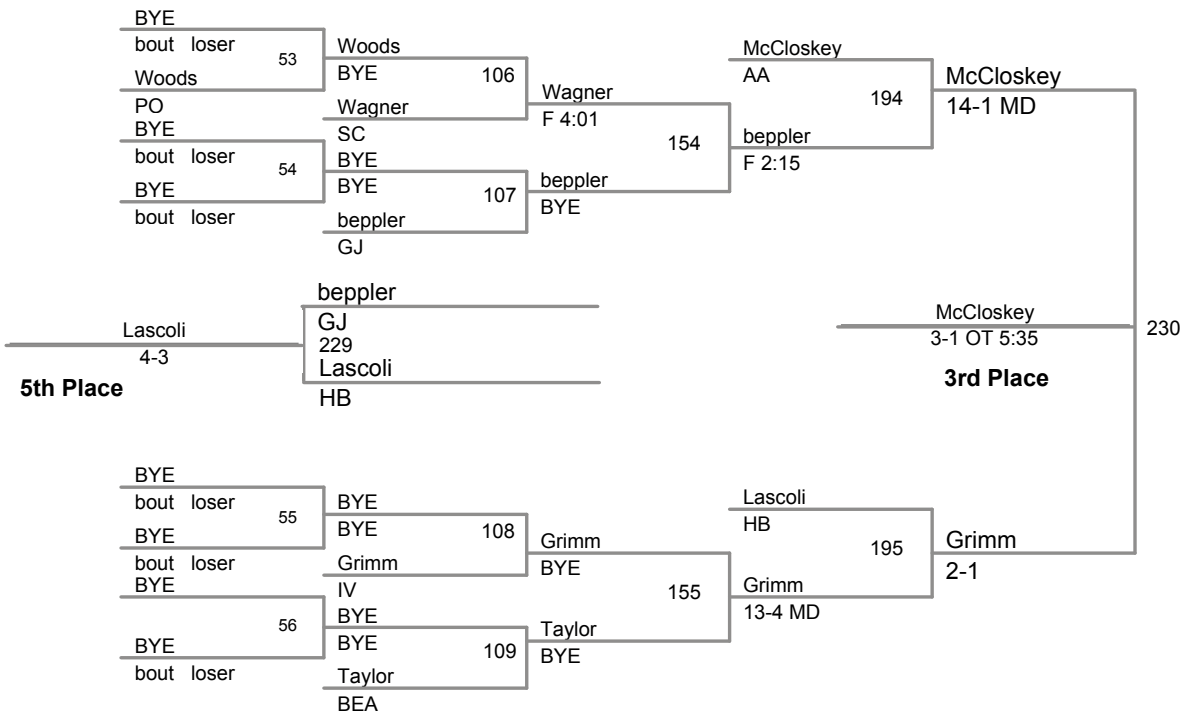 BYE
bout loser
53
Woods
PO
Woods
BYE
106
Wagner
SC
Wagner
F 4:01
BYE
bout loser
54
BYE
bout loser
BYE
BYE
107
beppler
GJ
beppler
BYE
154
McCloskey
AA
194
beppler
F 2:15
McCloskey
14-1 MD
beppler
GJ
229
Lascoli
HB
Lascoli
4-3
5th Place
McCloskey
3-1 OT 5:35
3rd Place
230
BYE
bout loser
55
BYE
bout loser
BYE
BYE
108
Grimm
IV
Grimm
BYE
BYE
56
BYE
bout loser
BYE
BYE
109
Taylor
BEA
Taylor
BYE
155
Lascoli
HB
195
Grimm
13-4 MD
Grimm
2-1